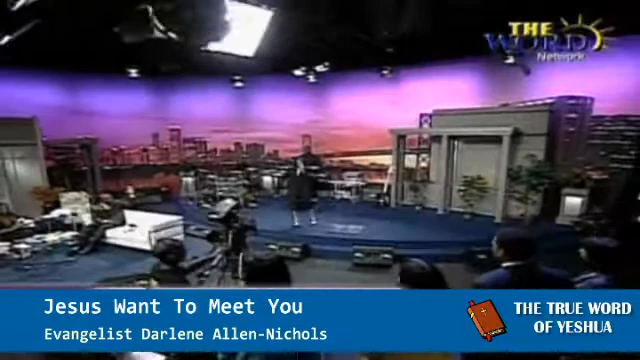 THE
WORD
Network
Jesus Want To Meet You
Evangelist Darlene Allen-Nichols
THE TRUE WORD
OF YESHUA